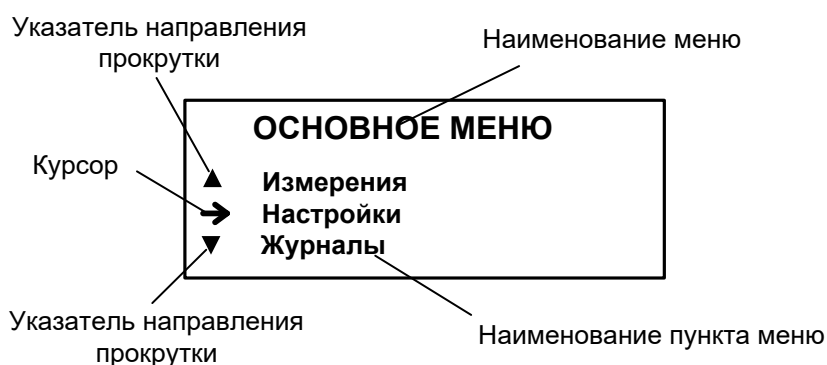 Указатель направления
прокрутки
Наименование меню
ОСНОВНОЕ МЕНЮ
Курсор
Измерения
Настройки
Журналы
Указатель направления
прокрутки
Наименование пункта меню